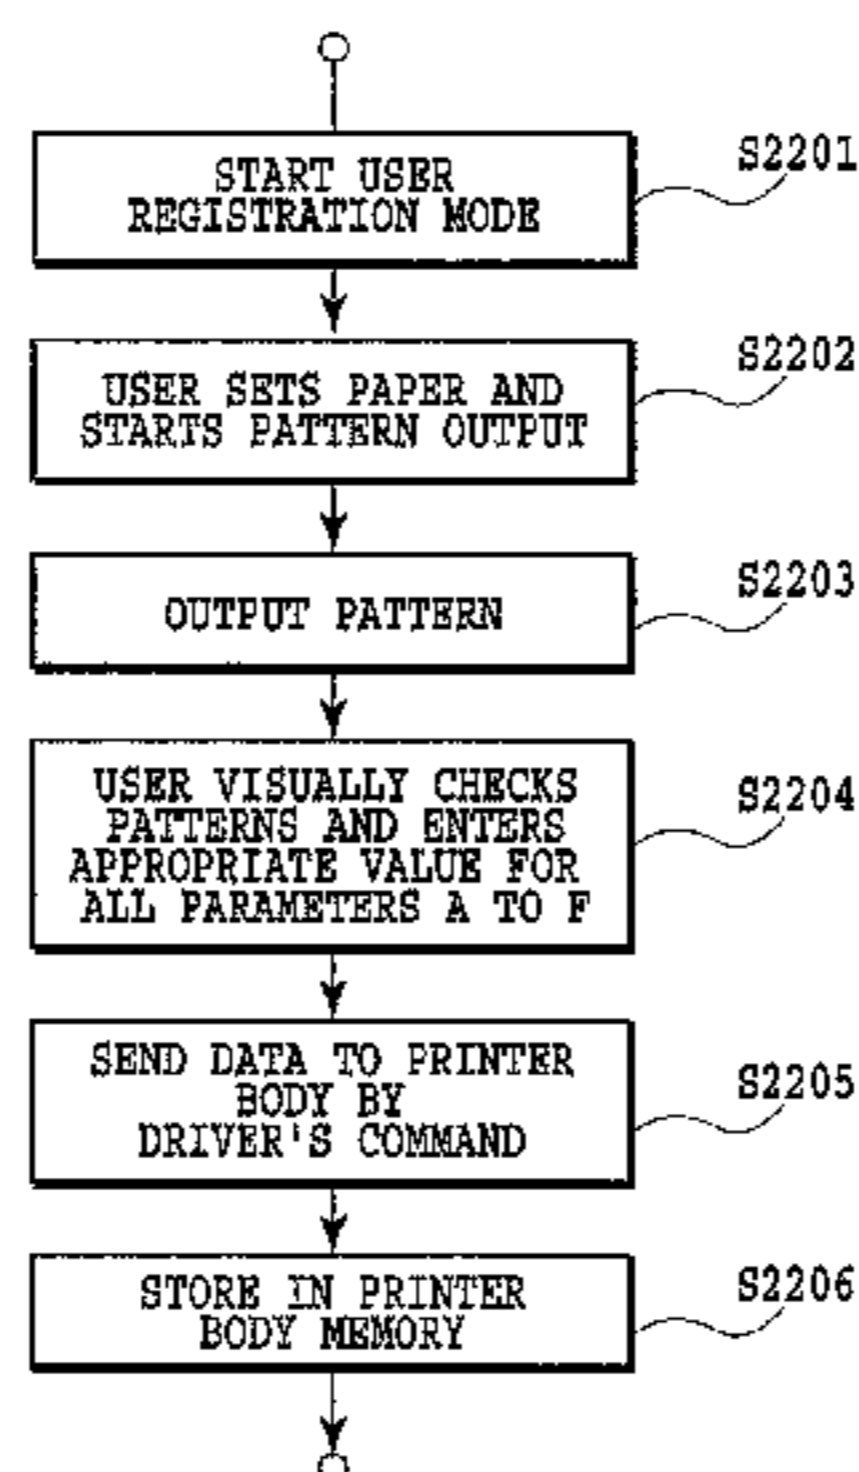 START USER
REGISTRATION MODE
S2201
USER SETS PAPER AND
STARTS PATTERN OUTPUT
S2202
OUTPUT PATTERN
S2203
USER VISUALLY CHECKS
PATTERNS AND ENTERS
APPROPRIATE VALUE FOR
ALL PARAMETERS A TO F
S2204
SEND DATA TO PRINTER
BODY BY
DRIVER'S COMMAND
S2205
STORE IN PRINTER
BODY MEMORY
S2206